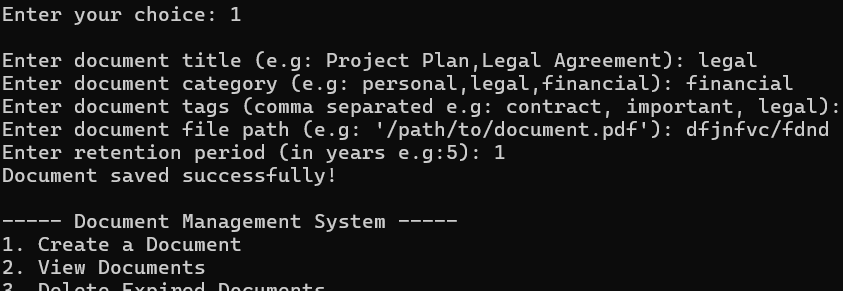 Enter your choice: 1
Enter document title (e.g: Project Plan,Legal Agreement): legal
Enter document category (e.g: personal,legal,financial): financial
Enter document tags (comma separated e.g: contract, important, legal):
Enter document file path (e.g: '/path/to/document.pdf'): dfjnfvc/fdnd
Enter retention period (in years e.g:5): 1
Document saved successfully!
----- Document Management System -----
1. Create a Document
2. View Documents
3. Delete Expired Documents